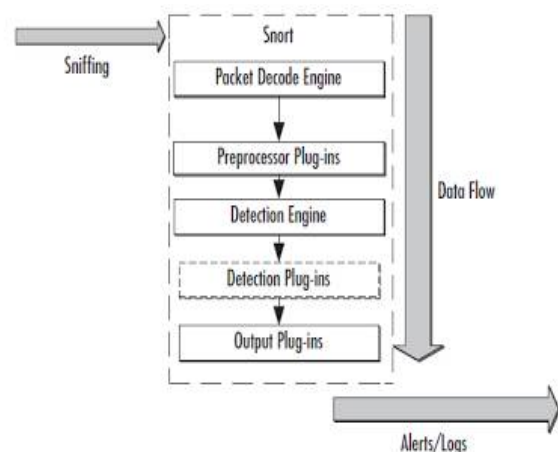 Snort
Sniffing
Packet Decode Engine
Preprocessor Plug-ins
Detection Engine
Data Flow
Detection Plug-ins
Output Plug-ins
Alerts/Logs